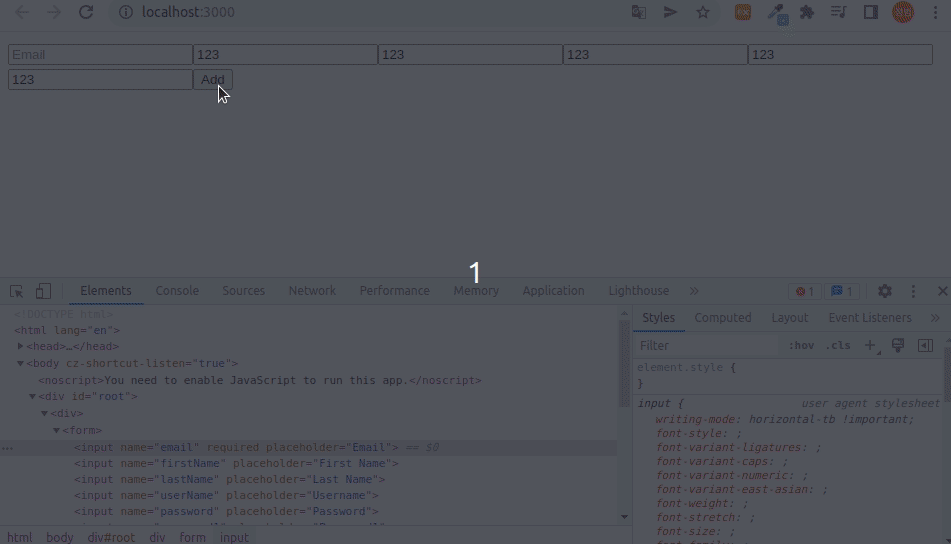 localhost:3000
Email 123 123 123 123
123 Add
1
Elements Console Sources Network Performance Memory Application Lighthouse » 1 1
<!DOCTYPE html>
<html lang="en">
<head>…</head>
<body cz-shortcut-listen="true">
<noscript>You need to enable JavaScript to run this app.</noscript>
<div id="root">
<div>
<form>
<input name="email" required placeholder="Email"> == $0
<input name="firstName" placeholder="First Name">
<input name="lastName" placeholder="Last Name">
<input name="userName" placeholder="Username">
<input name="password" placeholder="Password">
html body div#root div form input
Styles Computed Layout Event Listeners »
Filter :hov .cls +
element.style {
}
input { user agent stylesheet
writing-mode: horizontal-tb !important;
font-style: ;
font-variant-ligatures: ;
font-variant-caps: ;
font-variant-numeric: ;
font-variant-east-asian: ;
font-weight: ;
font-stretch: ;
font-size: ;